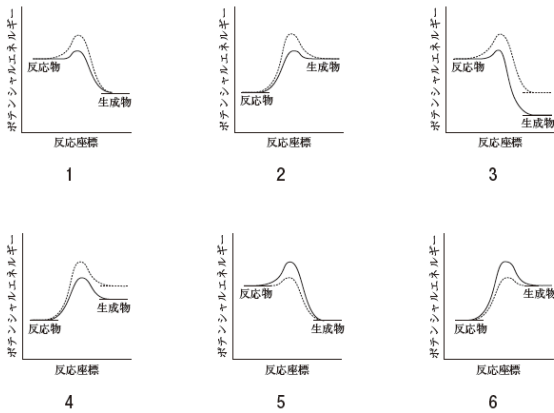 ポテンシャルエネルギー
反応物
生成物
反応座標
1
ポテンシャルエネルギー
反応物
生成物
反応座標
2
ポテンシャルエネルギー
反応物
生成物
反応座標
3
ポテンシャルエネルギー
反応物
生成物
反応座標
4
ポテンシャルエネルギー
反応物
生成物
反応座標
5
ポテンシャルエネルギー
反応物
生成物
反応座標
6